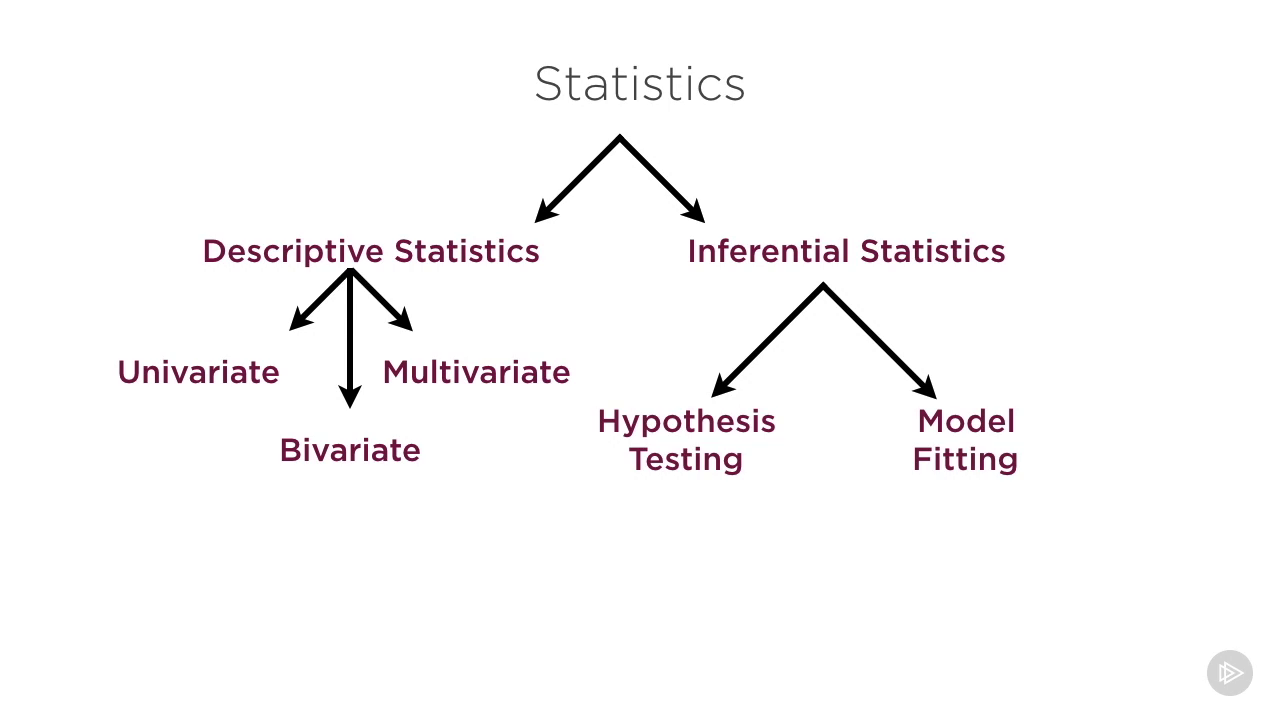 Statistics
Descriptive Statistics
Inferential Statistics
Univariate
Multivariate
Bivariate
Hypothesis
Testing
Model
Fitting